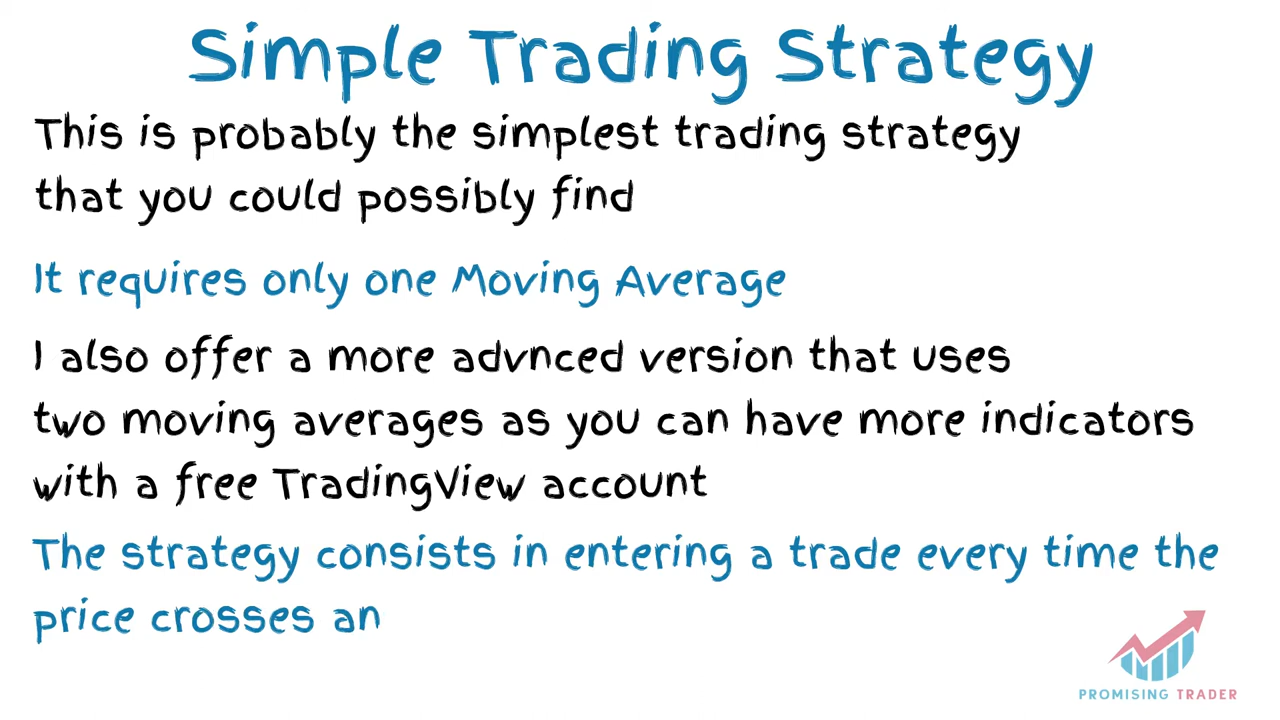 Simple Trading Strategy
This is probably the simplest trading strategy
that you could possibly find
It requires only one Moving Average
I also offer a more advnced version that uses
two moving averages as you can have more indicators
with a free TradingView account
The strategy consists in entering a trade every time the
price crosses an
PROMISING TRADER